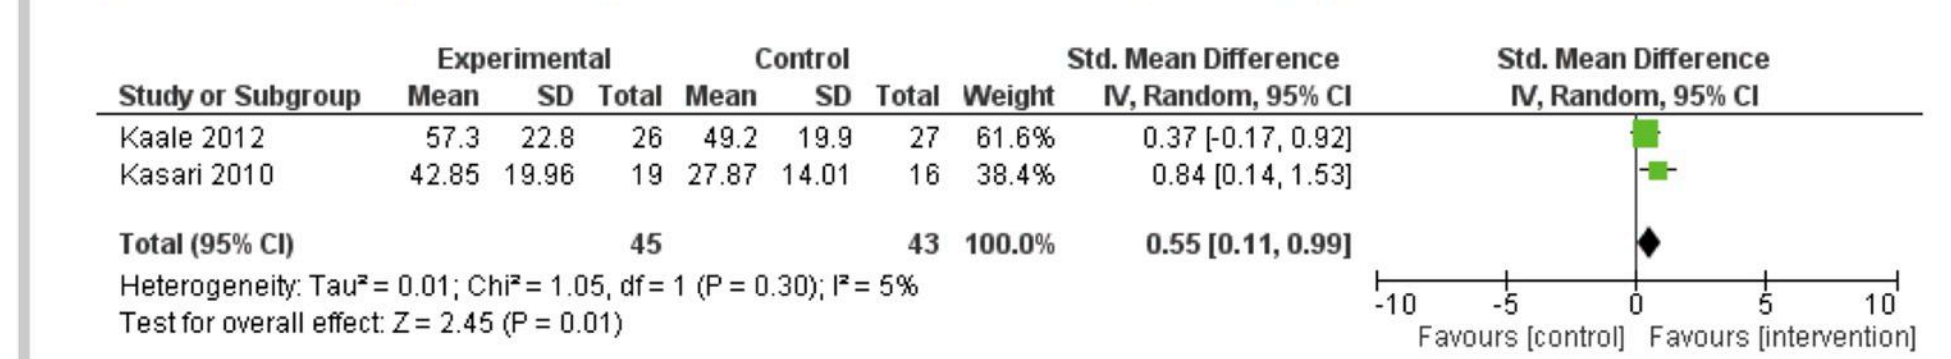 Experimental Control Std. Mean Difference Std. Mean Difference
Study or Subgroup Mean SD Total Mean SD Total Weight IV, Random, 95% CI IV, Random, 95% CI
Kaale 2012 57.3 22.8 26 49.2 19.9 27 61.6% 0.37 [-0.17, 0.92]
Kasari 2010 42.85 19.96 19 27.87 14.01 16 38.4% 0.84 [0.14, 1.53]
Total (95% CI) 45 43 100.0% 0.55 [0.11, 0.99]
Heterogeneity: Tau² = 0.01; Chi² = 1.05, df = 1 (P = 0.30); I² = 5%
Test for overall effect: Z = 2.45 (P = 0.01)
-10 -5 0 5 10
Favours [control] Favours [intervention]